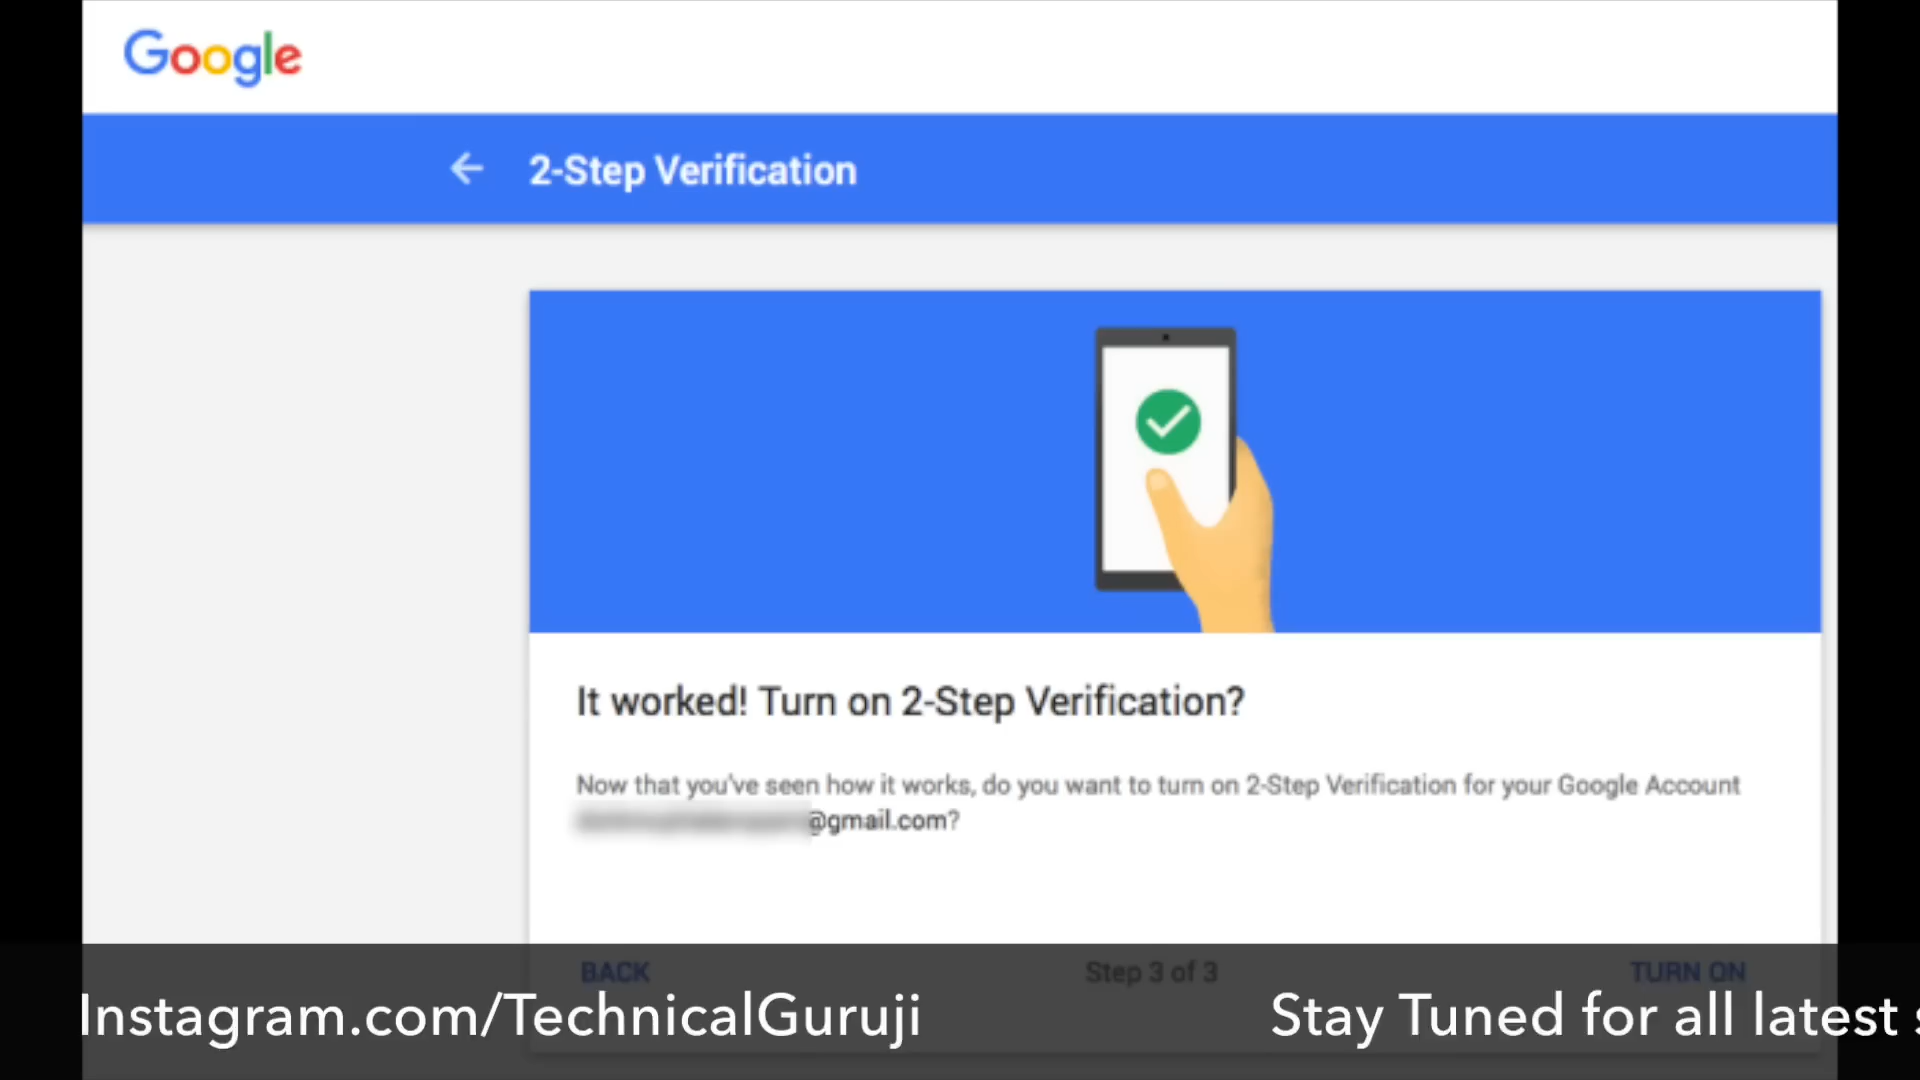 Google
2-Step Verification
It worked! Turn on 2-Step Verification?
Now that you've seen how it works, do you want to turn on 2-Step Verification for your Google Account
@gmail.com?
BACK Step 3 of 3 TURN ON
Instagram.com/TechnicalGuruji Stay Tuned for all latest